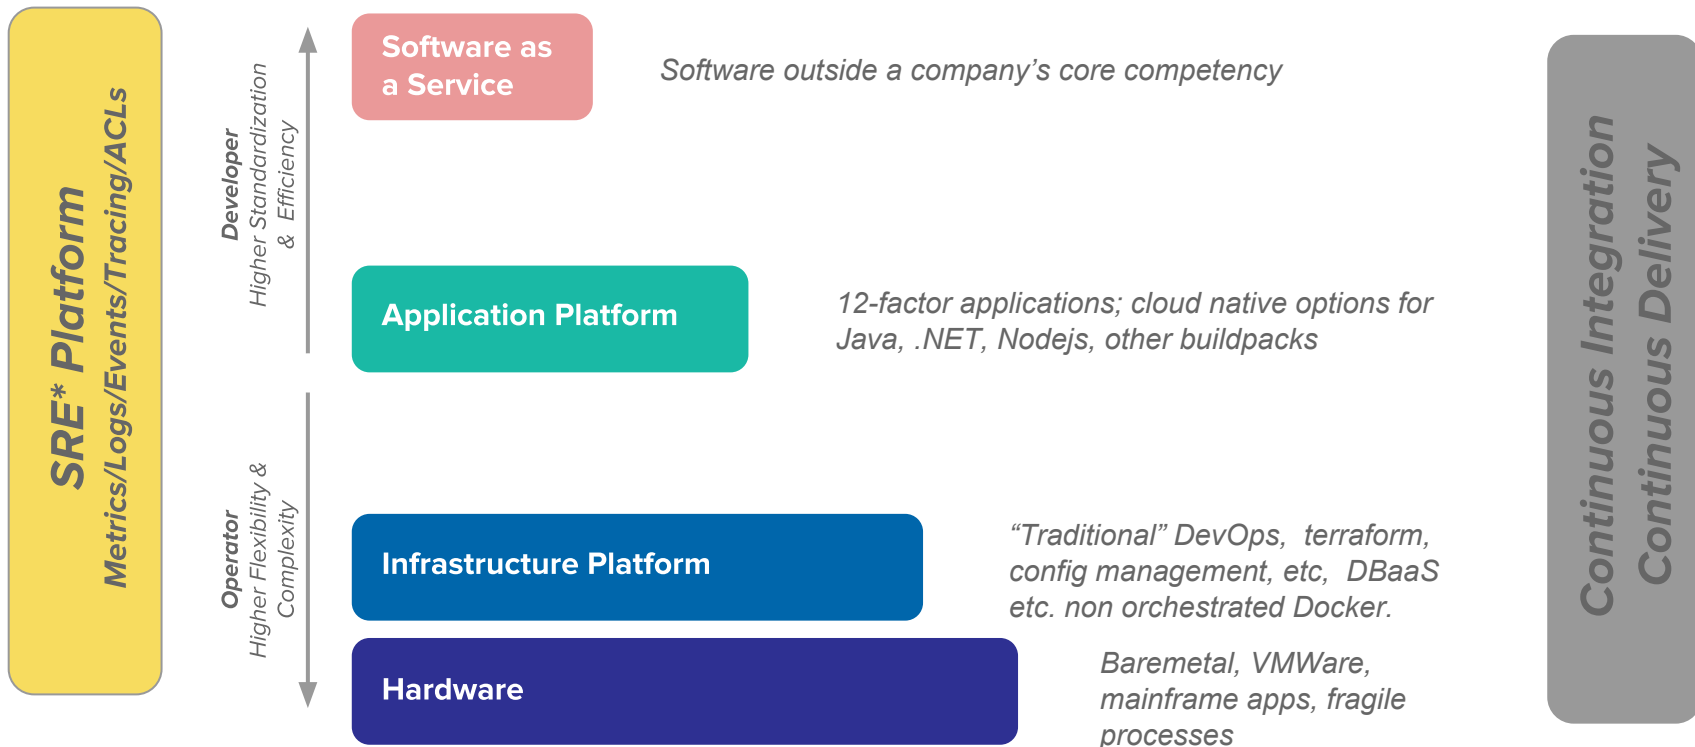 SRE* Platform
Metrics/Logs/Events/Tracing/ACLs
Developer
Higher Standardization
& Efficiency
Operator
Higher Flexibility &
Complexity
Software as
a Service
Software outside a company’s core competency
Application Platform
12-factor applications; cloud native options for
Java, .NET, Nodejs, other buildpacks
Infrastructure Platform
“Traditional” DevOps, terraform,
config management, etc, DBaaS
etc. non orchestrated Docker.
Hardware
Baremetal, VMWare,
mainframe apps, fragile
processes
Continuous Integration
Continuous Delivery